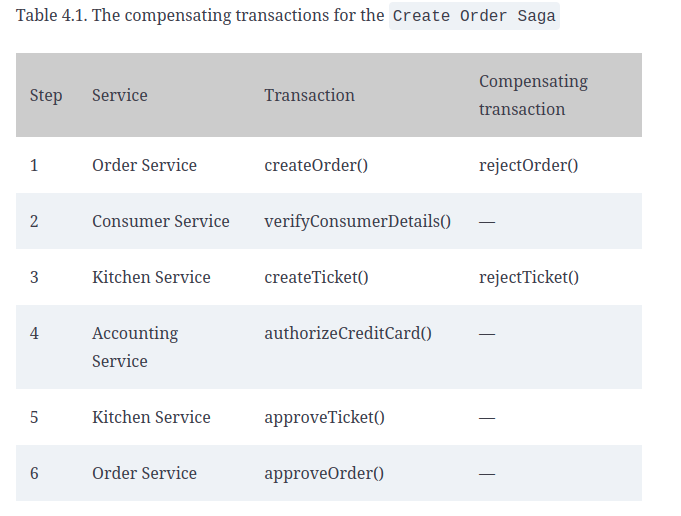 Table 4.1. The compensating transactions for the Create Order Saga
Step Service Transaction Compensating transaction
1 Order Service createOrder() rejectOrder()
2 Consumer Service verifyConsumerDetails() —
3 Kitchen Service createTicket() rejectTicket()
4 Accounting Service authorizeCreditCard() —
5 Kitchen Service approveTicket() —
6 Order Service approveOrder() —